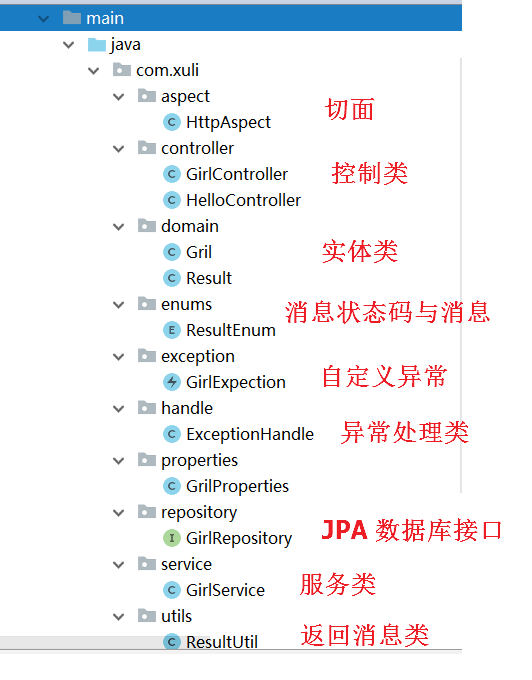 main
java
com.xuli
aspect
HttpAspect
切面
controller
GirlController
控制类
HelloController
domain
Gril
实体类
Result
enums
消息状态码与消息
ResultEnum
exception
GirlExpection
自定义异常
handle
ExceptionHandle
异常处理类
properties
GrilProperties
repository
GirlRepository
JPA 数据库接口
service
GirlService
服务类
utils
ResultUtil
返回消息类